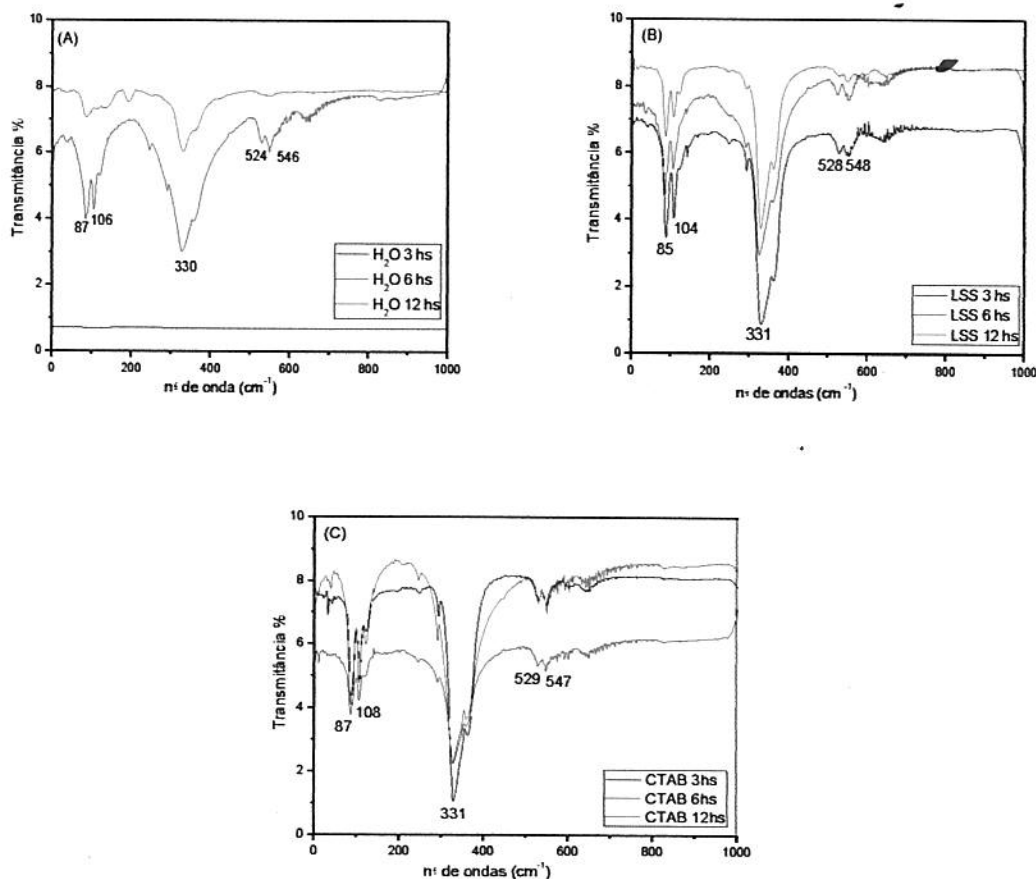 (A)
Transmitância %
10
8
6
4
2
0
87
106
330
524
546
H₂O 3 hs
H₂O 6 hs
H₂O 12 hs
0 200 400 600 800 1000
de onda (cm⁻¹)
(B)
Transmitância %
10
8
6
4
2
0
85
104
331
528
548
LSS 3 hs
LSS 6 hs
LSS 12 hs
0 200 400 600 800 1000
de ondas (cm⁻¹)
(C)
Transmitância %
10
8
6
4
2
0
87
108
331
529
547
CTAB 3hs
CTAB 6hs
CTAB 12hs
0 200 400 600 800 1000
de ondas (cm⁻¹)